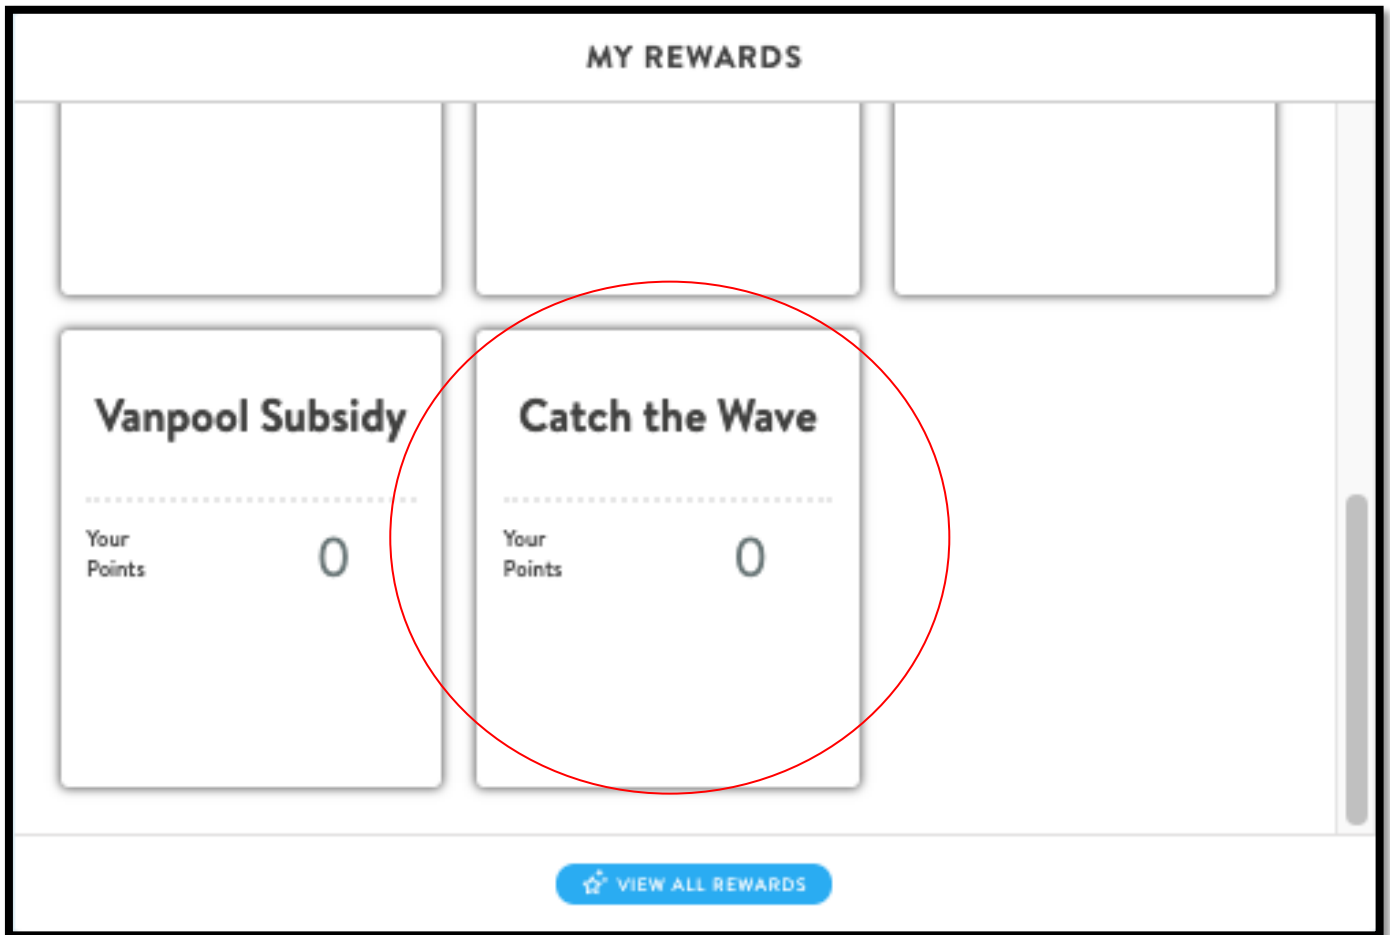 MY REWARDS
Vanpool Subsidy
Your
Points
0
Catch the Wave
Your
Points
0
VIEW ALL REWARDS